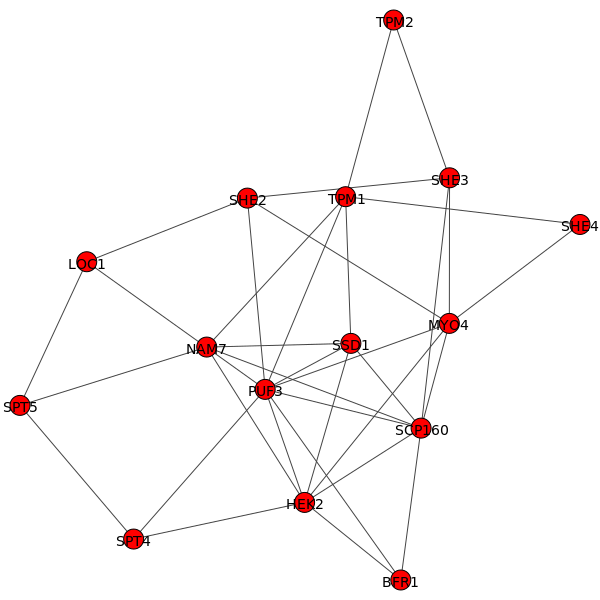 TPM2
SHE3
SHE2
TPM1
SHE4
LOC1
MYO4
SSD1
NAM7
PUF3
SPT5
SCP160
HEK2
SPT4
BFR1